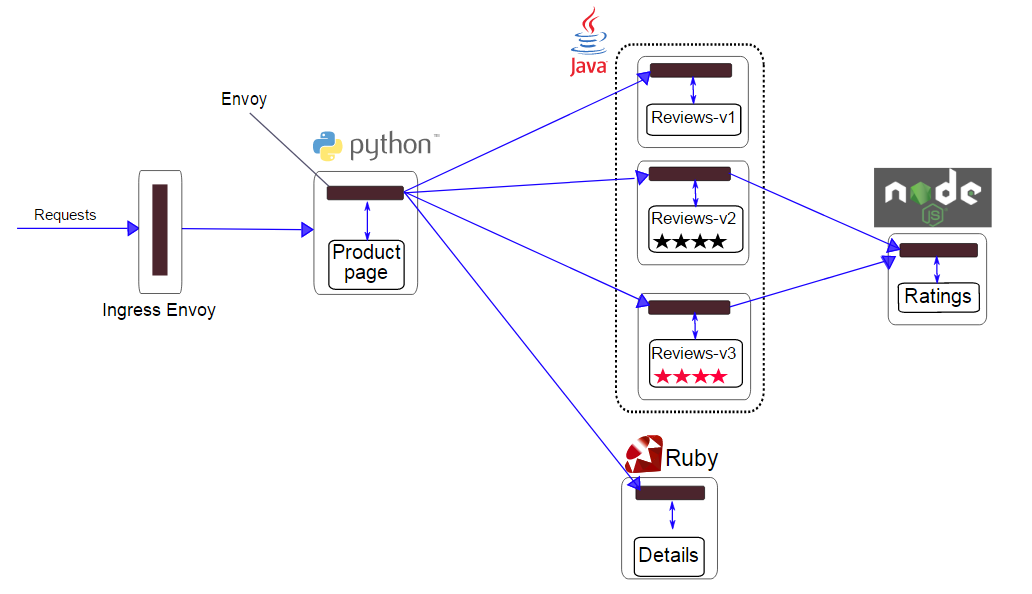 Requests
Ingress Envoy
Envoy
python™
Product
page
Java
Reviews-v1
Reviews-v2
Reviews-v3
node
JS
Ratings
Ruby
Details